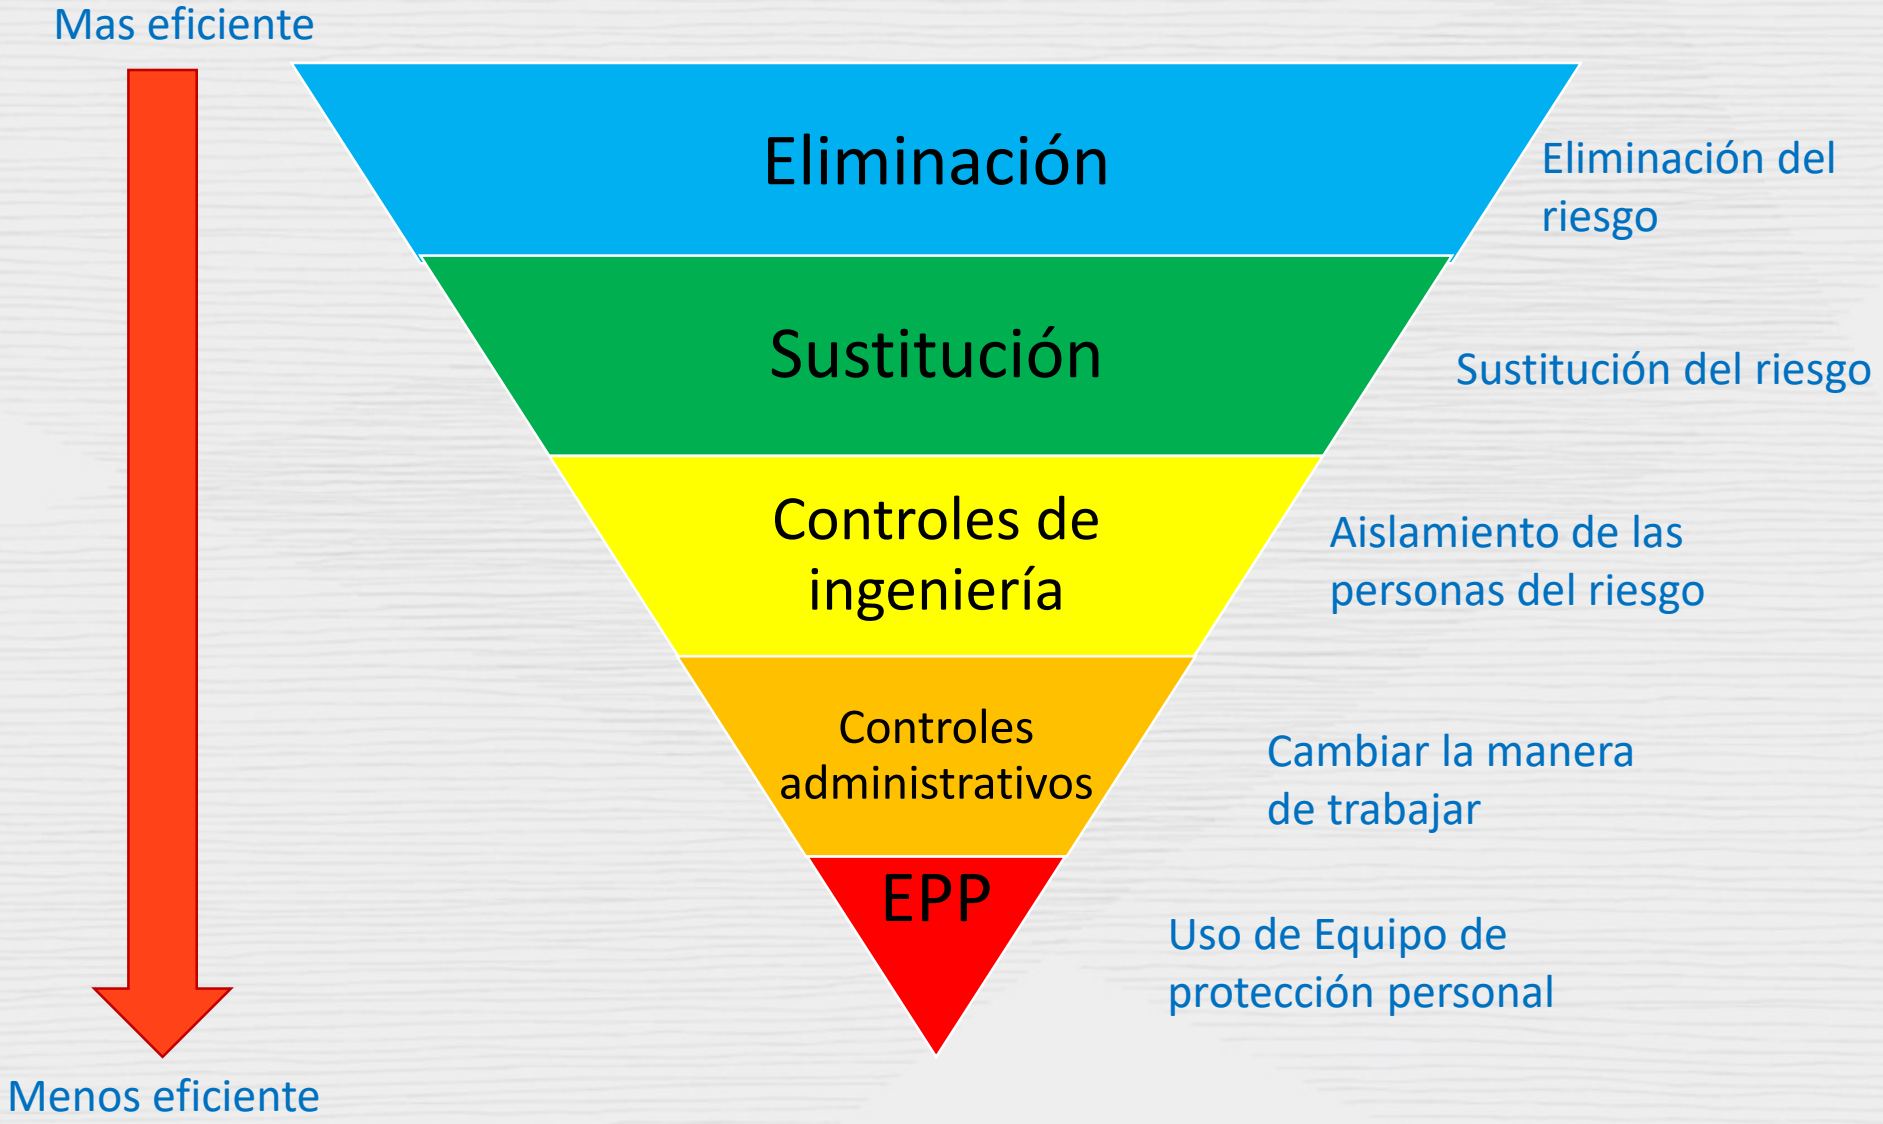 Mas eficiente
Eliminación
Eliminación del
riesgo
Sustitución
Sustitución del riesgo
Controles de
ingeniería
Aislamiento de las
personas del riesgo
Controles
administrativos
Cambiar la manera
de trabajar
EPP
Uso de Equipo de
protección personal
Menos eficiente